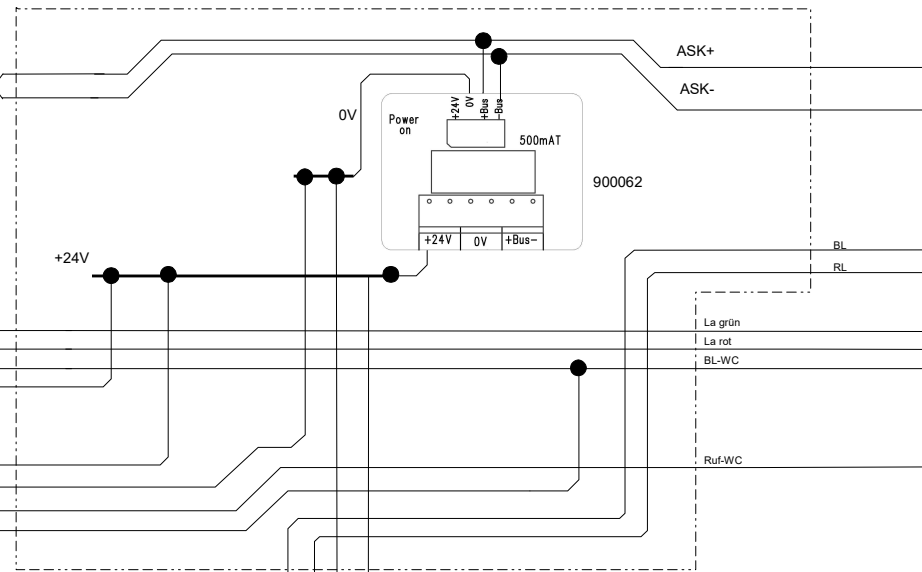 ASK+
ASK-
0V
+24V
0V
+Bus
-Bus
Power
on
500mAT
900062
+24V
0V
+Bus-
+24V
BL
RL
La grün
La rot
BL-WC
Ruf-WC